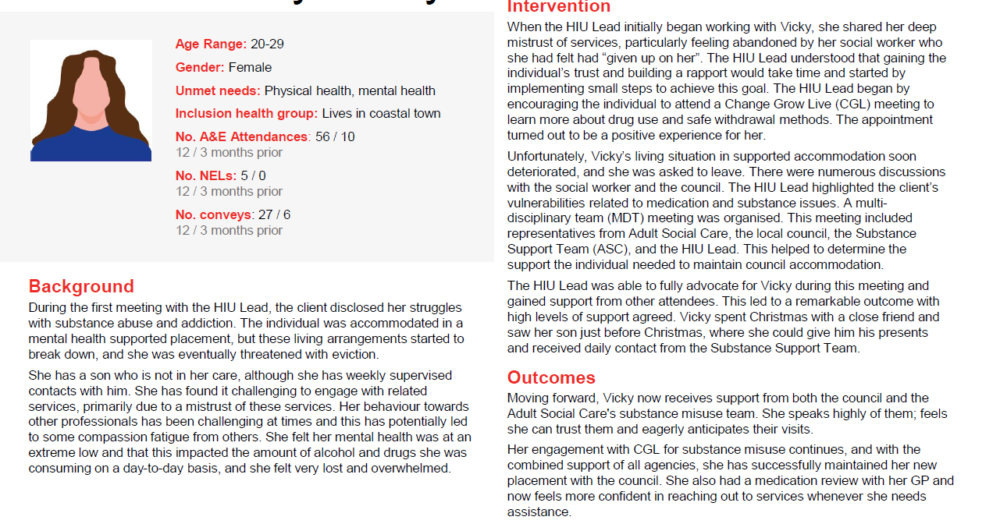 Age Range: 20-29
Gender: Female
Unmet needs: Physical health, mental health
Inclusion health group: Lives in coastal town
No. A&E Attendances: 56 / 10
12 / 3 months prior
No. NELs: 5 / 0
12 / 3 months prior
No. conveys: 27 / 6
12 / 3 months prior
Background
During the first meeting with the HIU Lead, the client disclosed her struggles
with substance abuse and addiction. The individual was accommodated in a
mental health supported placement, but these living arrangements started to
break down, and she was eventually threatened with eviction.
She has a son who is not in her care, although she has weekly supervised
contacts with him. She has found it challenging to engage with related
services, primarily due to a mistrust of these services. Her behaviour towards
other professionals has been challenging at times and this has potentially led
to some compassion fatigue from others. She felt her mental health was at an
extreme low and that this impacted the amount of alcohol and drugs she was
consuming on a day-to-day basis, and she felt very lost and overwhelmed.
Intervention
When the HIU Lead initially began working with Vicky, she shared her deep
mistrust of services, particularly feeling abandoned by her social worker who
she had felt had “given up on her”. The HIU Lead understood that gaining the
individual’s trust and building a rapport would take time and started by
implementing small steps to achieve this goal. The HIU Lead began by
encouraging the individual to attend a Change Grow Live (CGL) meeting to
learn more about drug use and safe withdrawal methods. The appointment
turned out to be a positive experience for her.
Unfortunately, Vicky’s living situation in supported accommodation soon
deteriorated, and she was asked to leave. There were numerous discussions
with the social worker and the council. The HIU Lead highlighted the client’s
vulnerabilities related to medication and substance issues. A multi-
disciplinary team (MDT) meeting was organised. This meeting included
representatives from Adult Social Care, the local council, the Substance
Support Team (ASC), and the HIU Lead. This helped to determine the
support the individual needed to maintain council accommodation.
The HIU Lead was able to fully advocate for Vicky during this meeting and
gained support from other attendees. This led to a remarkable outcome with
high levels of support agreed. Vicky spent Christmas with a close friend and
saw her son just before Christmas, where she could give him his presents
and received daily contact from the Substance Support Team.
Outcomes
Moving forward, Vicky now receives support from both the council and the
Adult Social Care's substance misuse team. She speaks highly of them; feels
she can trust them and eagerly anticipates their visits.
Her engagement with CGL for substance misuse continues, and with the
combined support of all agencies, she has successfully maintained her new
placement with the council. She also had a medication review with her GP and
now feels more confident in reaching out to services whenever she needs
assistance.